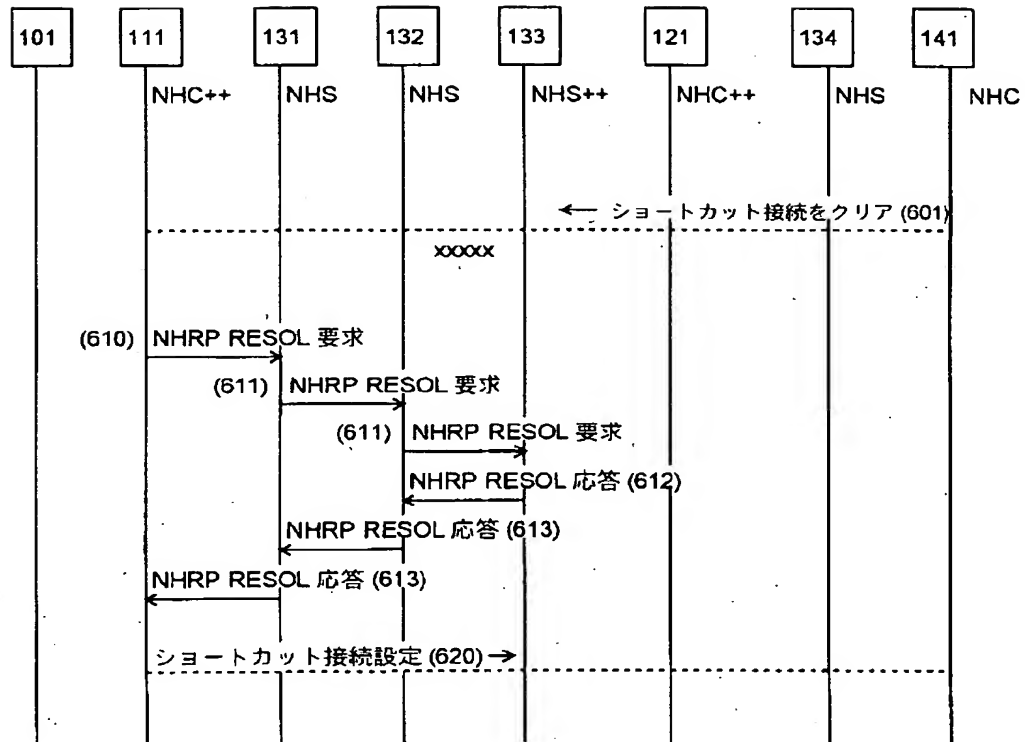 101 111 131 132 133 121 134 141
NHC++ NHS NHS NHS++ NHC++ NHS NHC
← ショートカット接続をクリア (601)
xxxxx
(610) NHRP RESOL 要求
(611) NHRP RESOL 要求
(611) NHRP RESOL 要求
NHRP RESOL 応答 (612)
NHRP RESOL 応答 (613)
NHRP RESOL 応答 (613)
ショートカット接続設定 (620) →